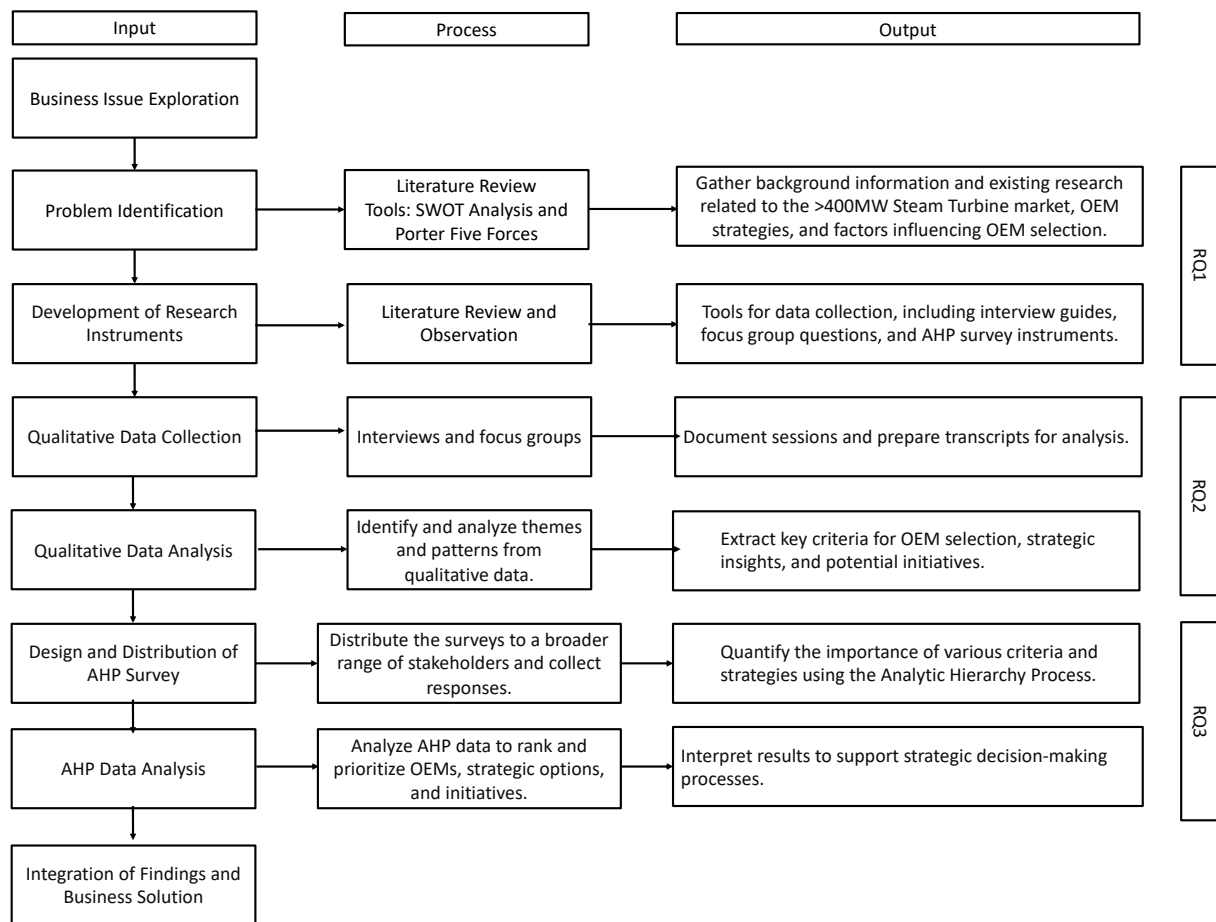 Input
Process
Output
Business Issue Exploration
Problem Identification
Literature Review
Tools: SWOT Analysis and
Porter Five Forces
Gather background information and existing research
related to the >400MW Steam Turbine market, OEM
strategies, and factors influencing OEM selection.
RQ1
Development of Research
Instruments
Literature Review and
Observation
Tools for data collection, including interview guides,
focus group questions, and AHP survey instruments.
Qualitative Data Collection
Interviews and focus groups
Document sessions and prepare transcripts for analysis.
RQ2
Qualitative Data Analysis
Identify and analyze themes
and patterns from
qualitative data.
Extract key criteria for OEM selection, strategic
insights, and potential initiatives.
Design and Distribution of
AHP Survey
Distribute the surveys to a broader
range of stakeholders and collect
responses.
Quantify the importance of various criteria and
strategies using the Analytic Hierarchy Process.
RQ3
AHP Data Analysis
Analyze AHP data to rank and
prioritize OEMs, strategic options,
and initiatives.
Interpret results to support strategic decision-making
processes.
Integration of Findings and
Business Solution